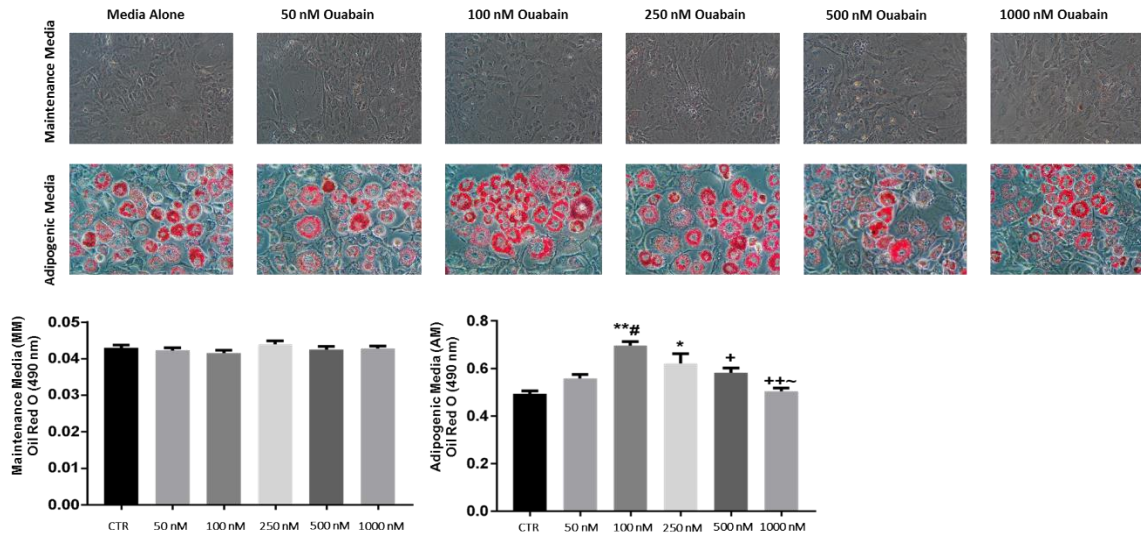 Media Alone
50 nM Ouabain
100 nM Ouabain
250 nM Ouabain
500 nM Ouabain
1000 nM Ouabain
Maintenance Media
Adipogenic Media
Maintenance Media (MM)
Oil Red O (490 nm)
0.05
0.04
0.03
0.02
0.01
0.00
CTR
50 nM
100 nM
250 nM
500 nM
1000 nM
Adipogenic Media (AM)
Oil Red O (490 nm)
0.8
0.6
0.4
0.2
0.0
**#
*
+
++~
CTR
50 nM
100 nM
250 nM
500 nM
1000 nM